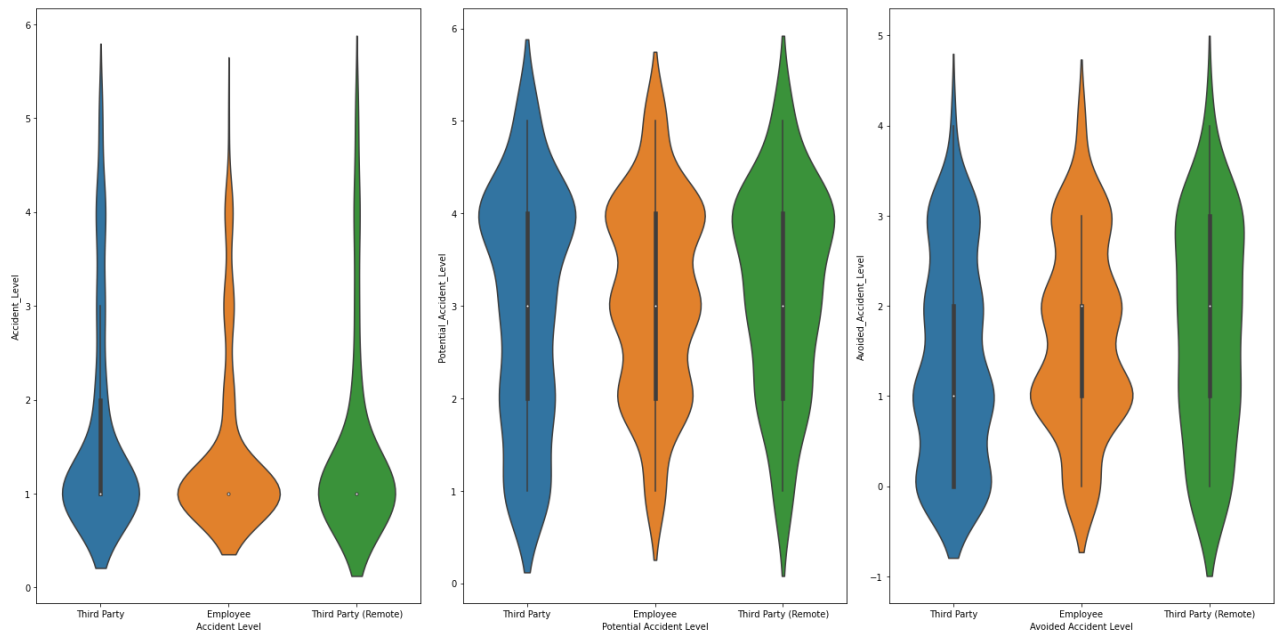 Accident_Level
6
5
4
3
2
1
0
Third Party
Employee
Third Party (Remote)
Accident Level
Potential_Accident_Level
6
5
4
3
2
1
0
Third Party
Employee
Third Party (Remote)
Potential Accident Level
Avoided_Accident_Level
5
4
3
2
1
0
−1
Third Party
Employee
Third Party (Remote)
Avoided Accident Level